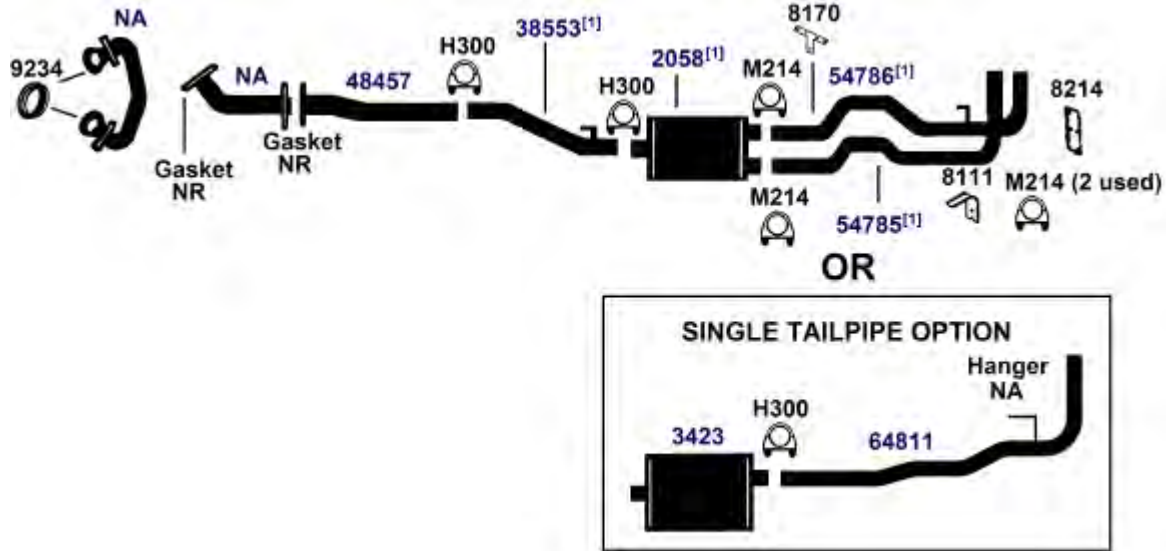 NA
8170
38553[1]
9234
H300
2058[1]
M214
54786[1]
NA
48457
H300
8214
Gasket
NR
Gasket
NR
8111
M214 (2 used)
M214
54785[1]
OR
SINGLE TAILPIPE OPTION
Hanger
NA
H300
3423
64811